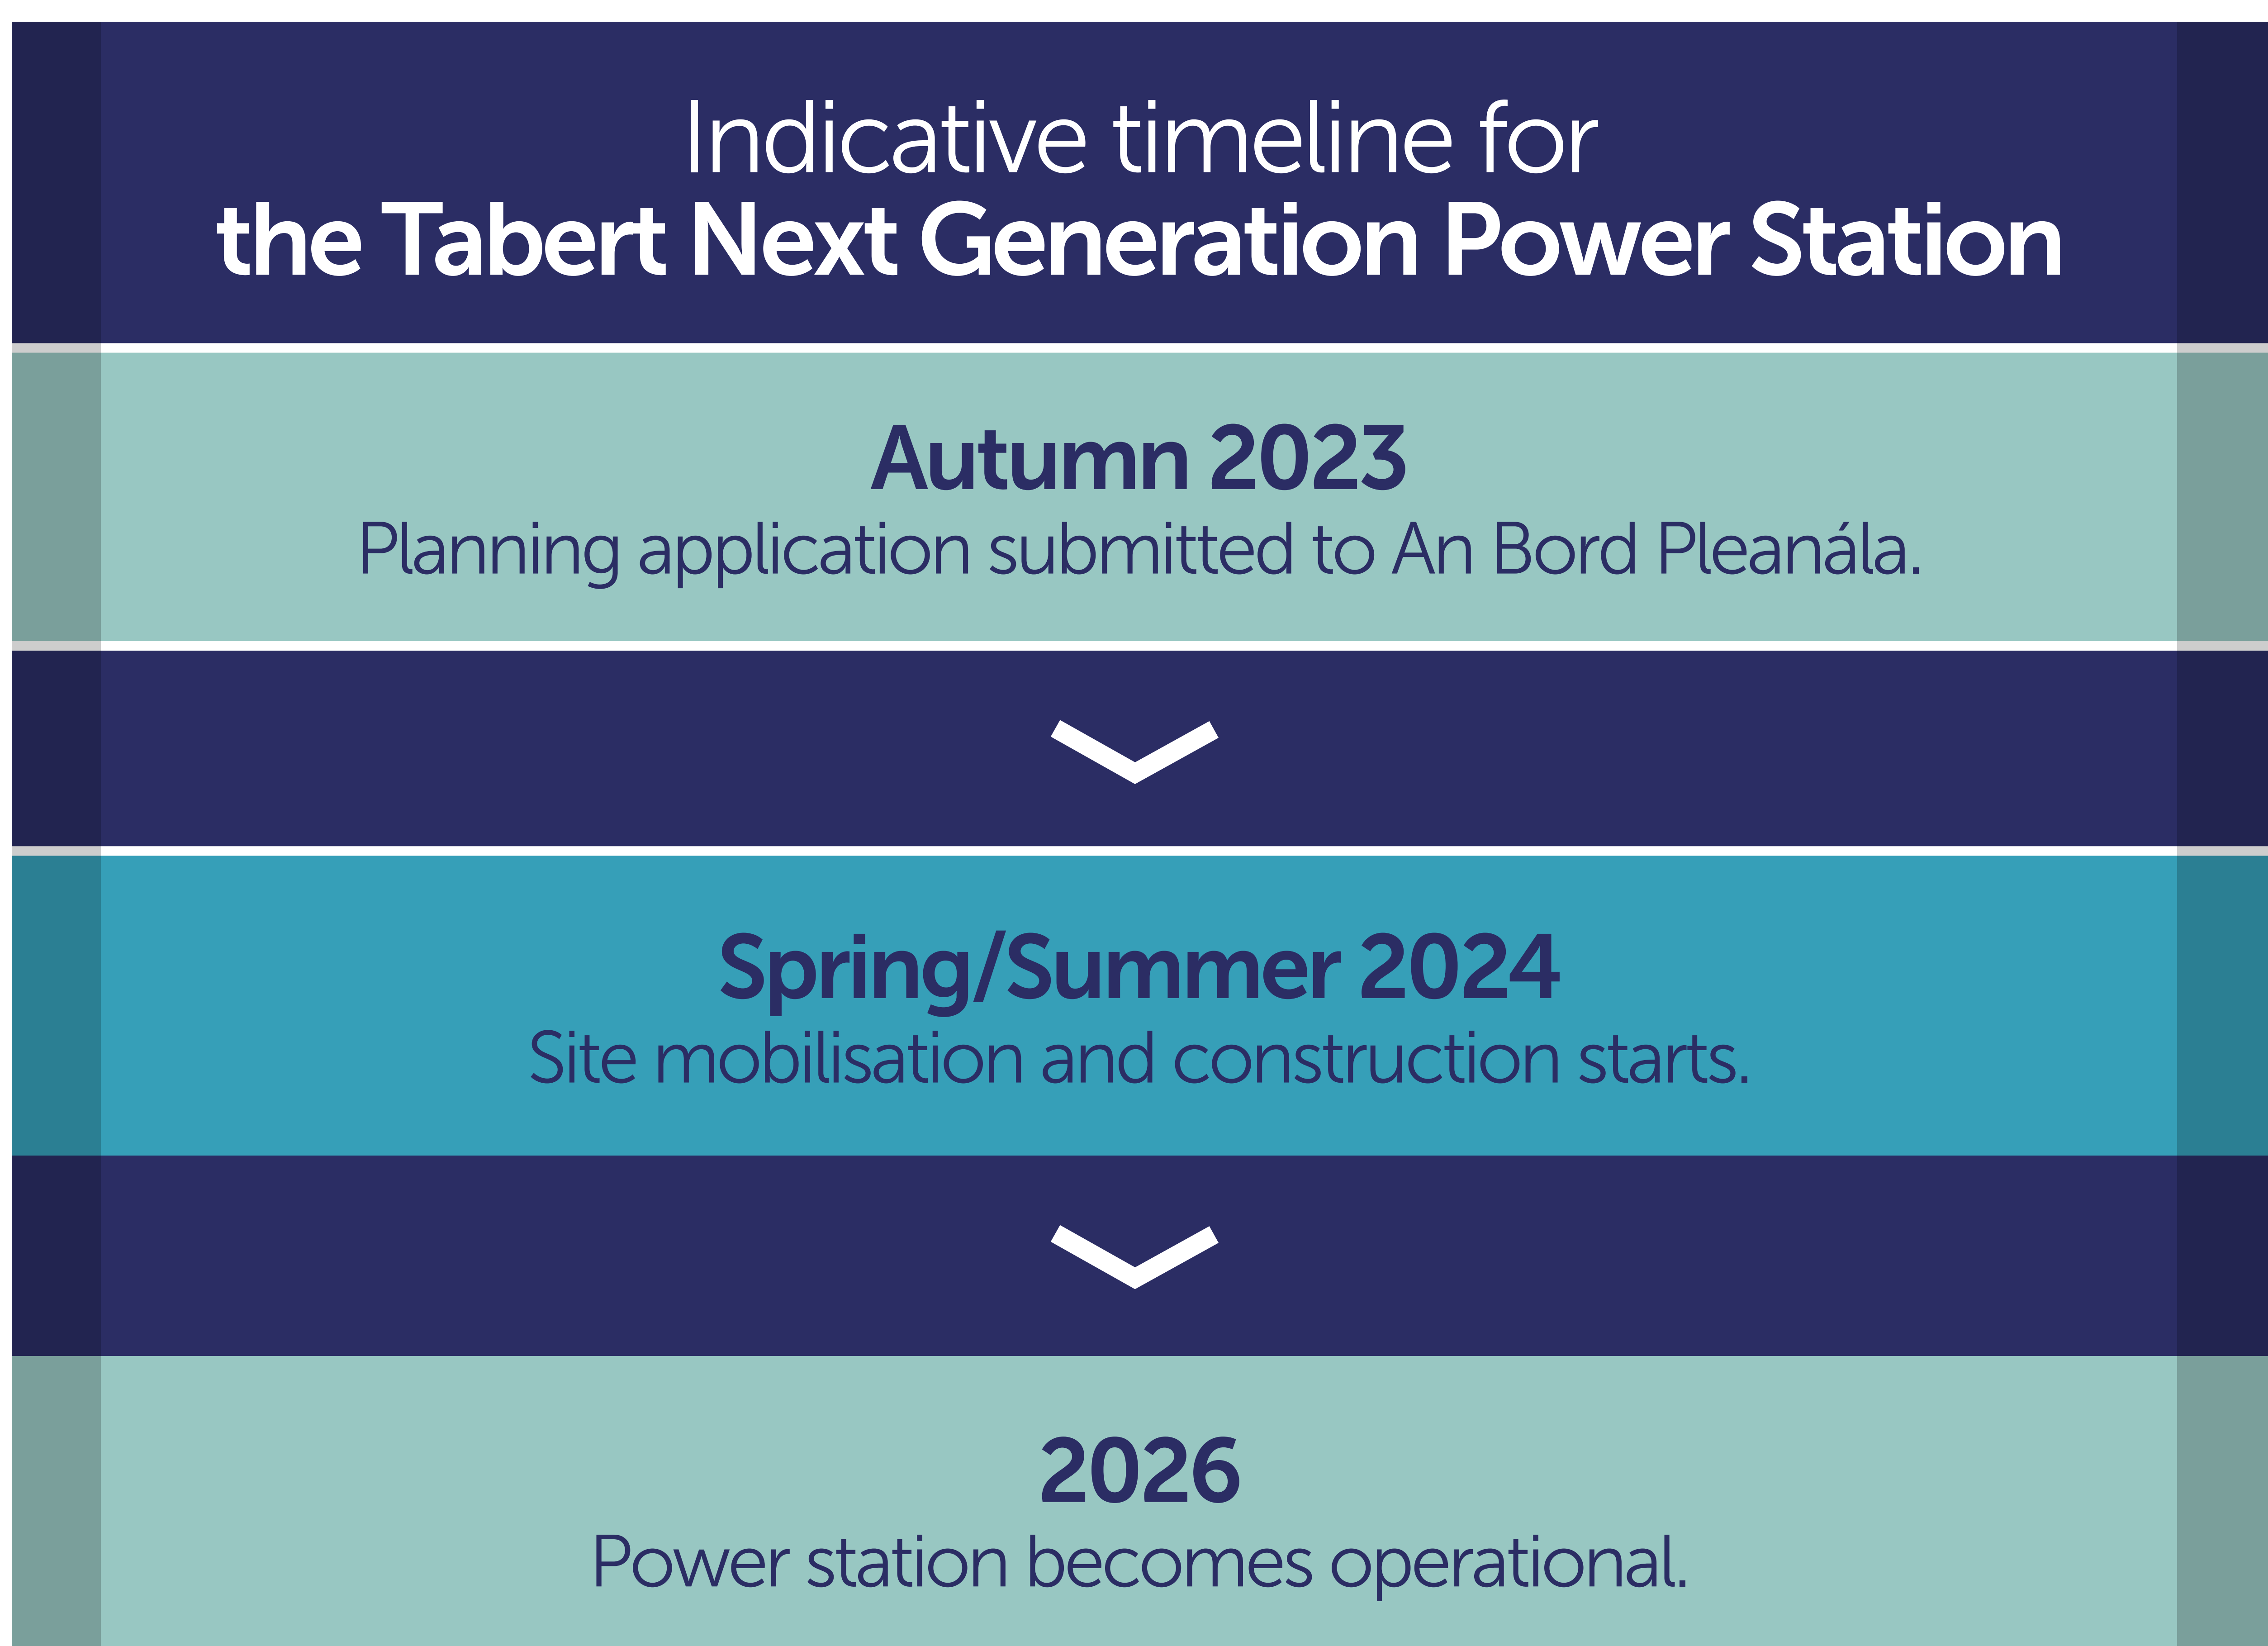 Indicative timeline for
the Tabert Next Generation Power Station
Autumn 2023
Planning application submitted to An Bord Pleanála.
Spring/Summer 2024
Site mobilisation and construction starts.
2026
Power station becomes operational.